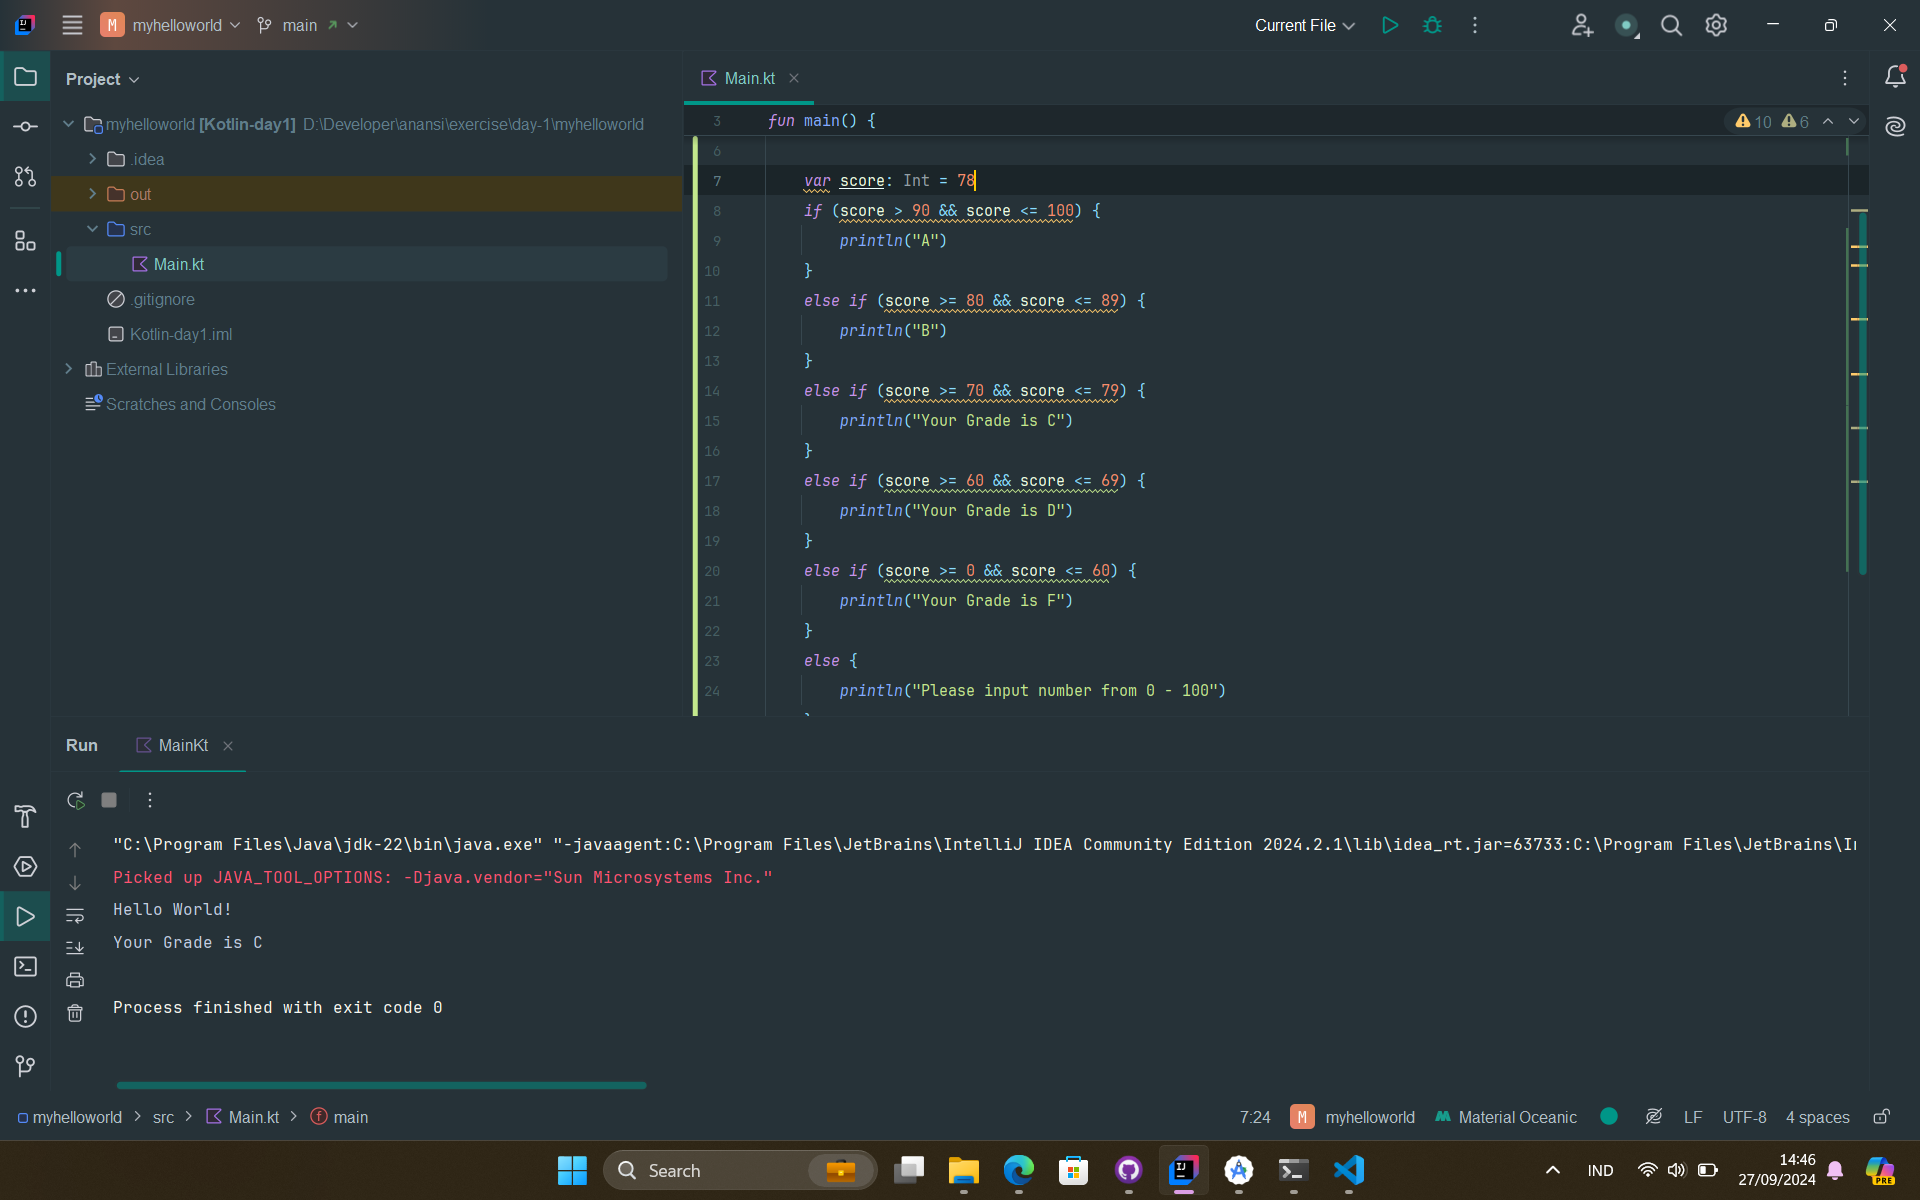 M myhelloworld main
Current File
Project
myhelloworld [Kotlin-day1] D:\Developer\anansi\exercise\day-1\myhelloworld
.idea
out
src
Main.kt
.gitignore
Kotlin-day1.iml
External Libraries
Scratches and Consoles
Main.kt
10 6
3 fun main() {
6
7 var score: Int = 78
8 if (score > 90 && score <= 100) {
9 println("A")
10 }
11 else if (score >= 80 && score <= 89) {
12 println("B")
13 }
14 else if (score >= 70 && score <= 79) {
15 println("Your Grade is C")
16 }
17 else if (score >= 60 && score <= 69) {
18 println("Your Grade is D")
19 }
20 else if (score >= 0 && score <= 60) {
21 println("Your Grade is F")
22 }
23 else {
24 println("Please input number from 0 - 100")
Run MainKt
"C:\Program Files\Java\jdk-22\bin\java.exe" "-javaagent:C:\Program Files\JetBrains\IntelliJ IDEA Community Edition 2024.2.1\lib\idea_rt.jar=63733:C:\Program Files\JetBrains\I
Picked up JAVA_TOOL_OPTIONS: -Djava.vendor="Sun Microsystems Inc."
Hello World!
Your Grade is C
Process finished with exit code 0
myhelloworld > src > Main.kt > main
7:24 M myhelloworld Material Oceanic LF UTF-8 4 spaces
Search
IND
14:46
27/09/2024
PRE